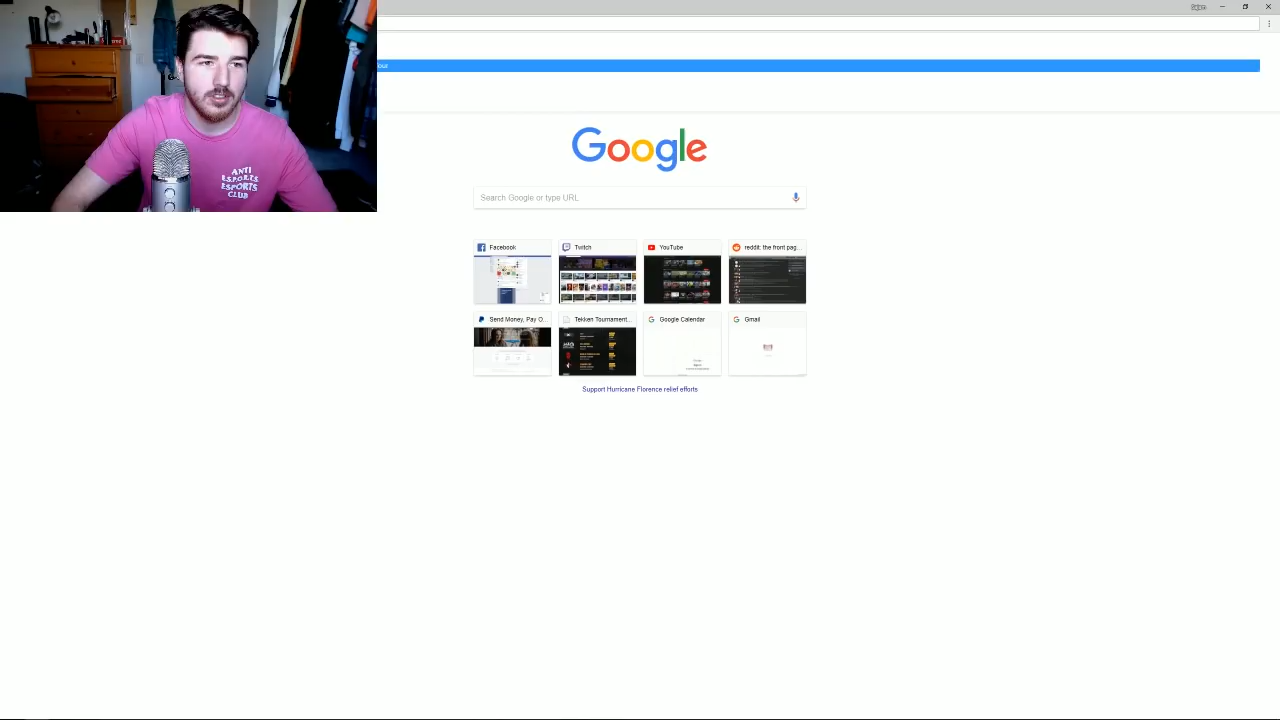 ANTI
E.S.P.O.R.T.S.
ESPORTS
CLUB
Google
Search Google or type URL
Facebook
Twitch
YouTube
reddit: the front pag...
Send Money, Pay O...
Tekken Tournament...
Google Calendar
Gmail
Support Hurricane Florence relief efforts